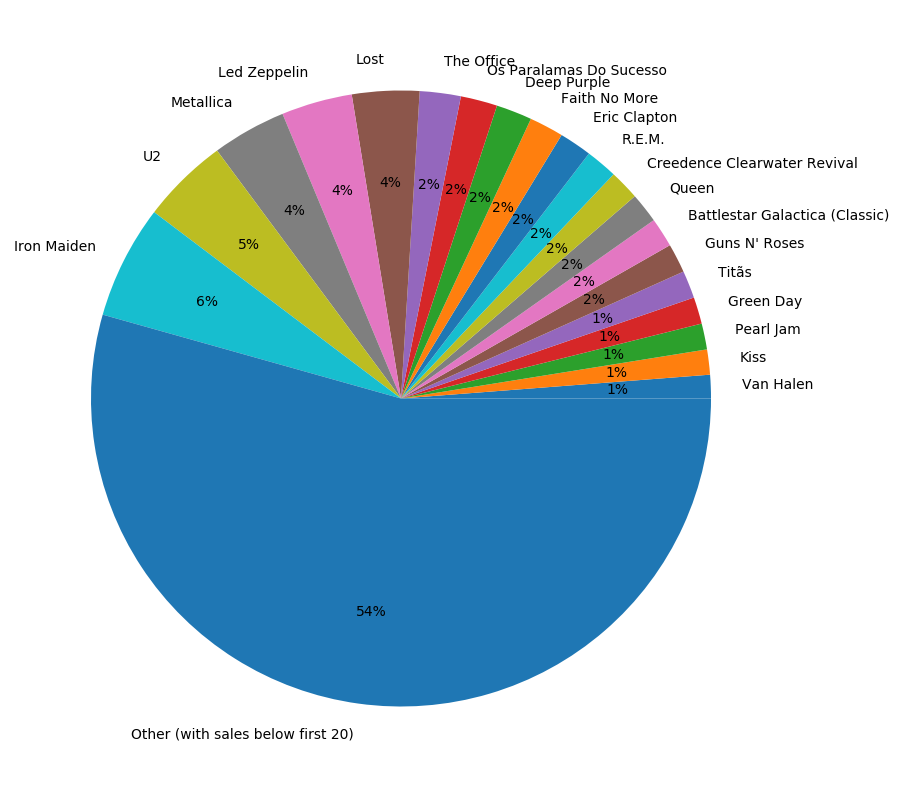 Lost
The Office
Os Paralamas Do Sucesso
Led Zeppelin
Deep Purple
Metallica
Faith No More
Eric Clapton
R.E.M.
U2
Creedence Clearwater Revival
Queen
Battlestar Galactica (Classic)
Iron Maiden
Guns N' Roses
Titãs
Green Day
Pearl Jam
Kiss
Van Halen
4%
2%
2%
4%
2%
2%
4%
2%
2%
5%
2%
2%
2%
2%
6%
1%
1%
1%
1%
1%
54%
Other (with sales below first 20)